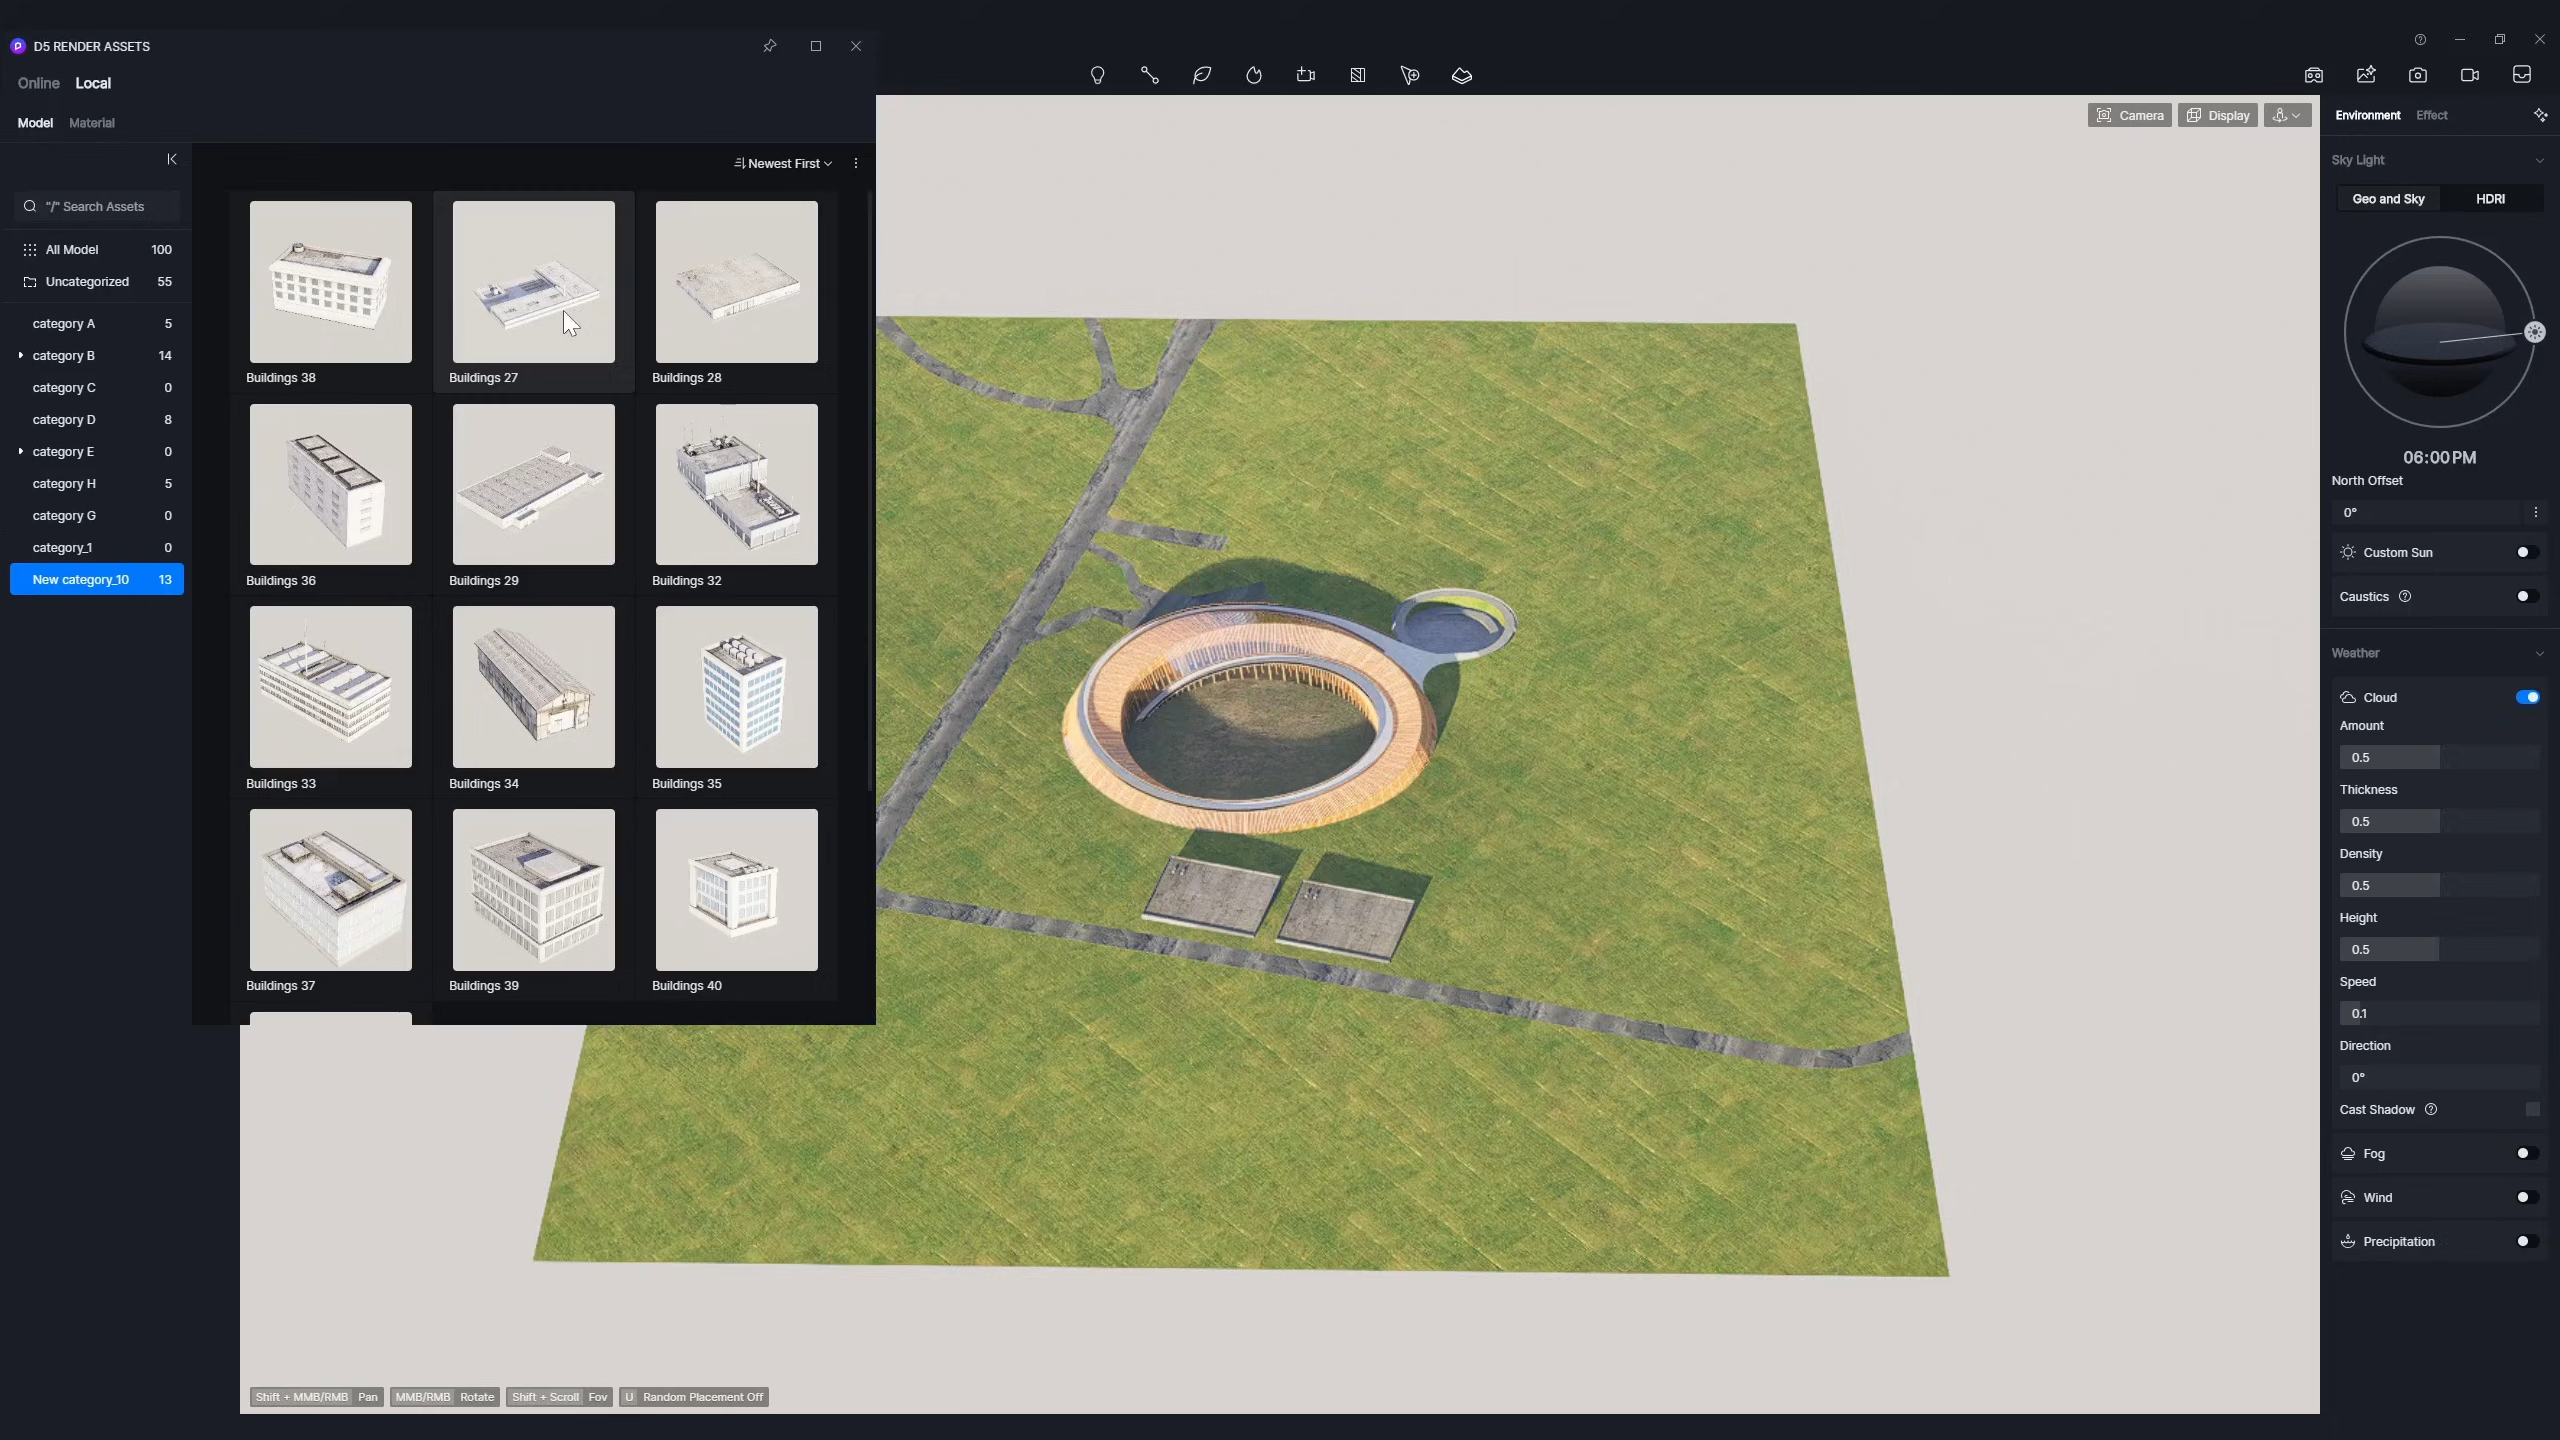 D5 RENDER ASSETS
Online Local
Model Material
Newest First
"/" Search Assets
All Model 100
Uncategorized 55
category A 5
category B 14
category C 0
category D 8
category E 0
category H 5
category G 0
category_1 0
New category_10 13
Buildings 38
Buildings 27
Buildings 28
Buildings 36
Buildings 29
Buildings 32
Buildings 33
Buildings 34
Buildings 35
Buildings 37
Buildings 39
Buildings 40
Camera
Display
Shift + MMB/RMB Pan
MMB/RMB Rotate
Shift + Scroll Fov
U Random Placement Off
Environment Effect
Sky Light
Geo and Sky HDRI
06:00 PM
North Offset
0°
Custom Sun
Caustics
Weather
Cloud
Amount
0.5
Thickness
0.5
Density
0.5
Height
0.5
Speed
0.1
Direction
0°
Cast Shadow
Fog
Wind
Precipitation